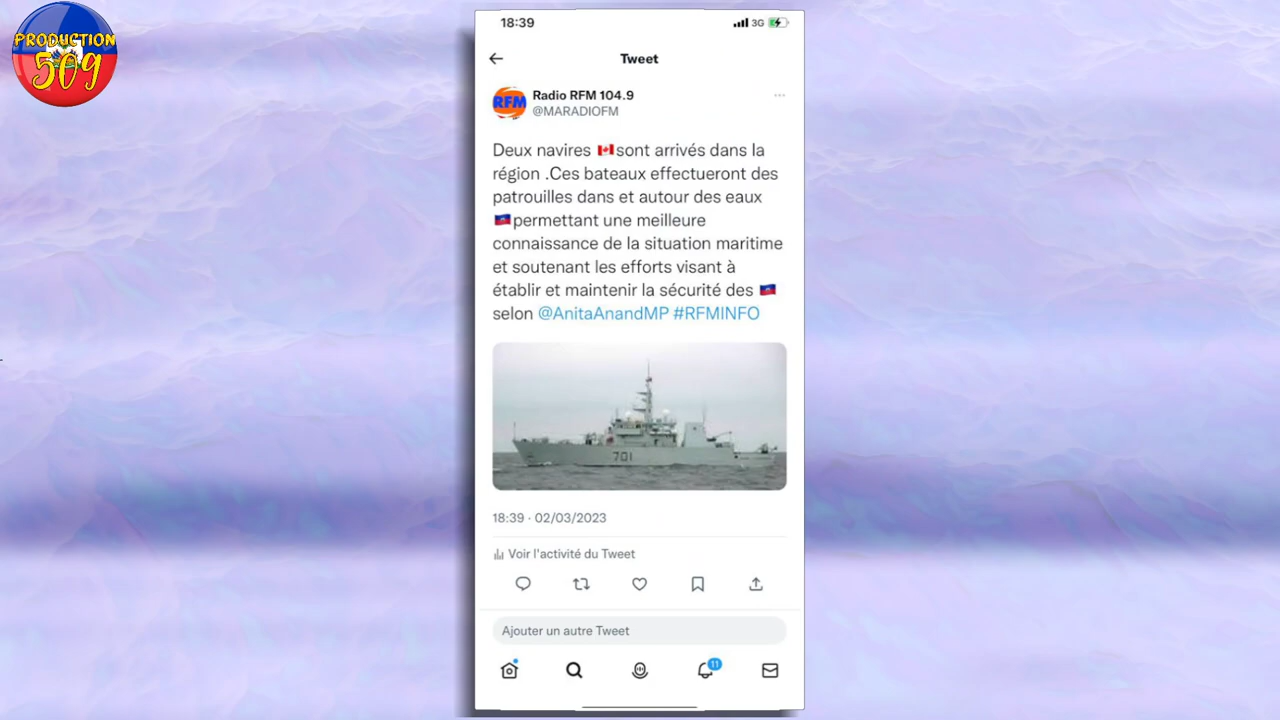 PRODUCTION
509
18:39
3G
Tweet
RFM
Radio RFM 104.9
@MARADIOFM
Deux navires 🇨🇦sont arrivés dans la
région .Ces bateaux effectueront des
patrouilles dans et autour des eaux
🇭🇹permettant une meilleure
connaissance de la situation maritime
et soutenant les efforts visant à
établir et maintenir la sécurité des 🇭🇹
selon @AnitaAnandMP #RFMINFO
701
18:39 · 02/03/2023
Voir l'activité du Tweet
Ajouter un autre Tweet
11